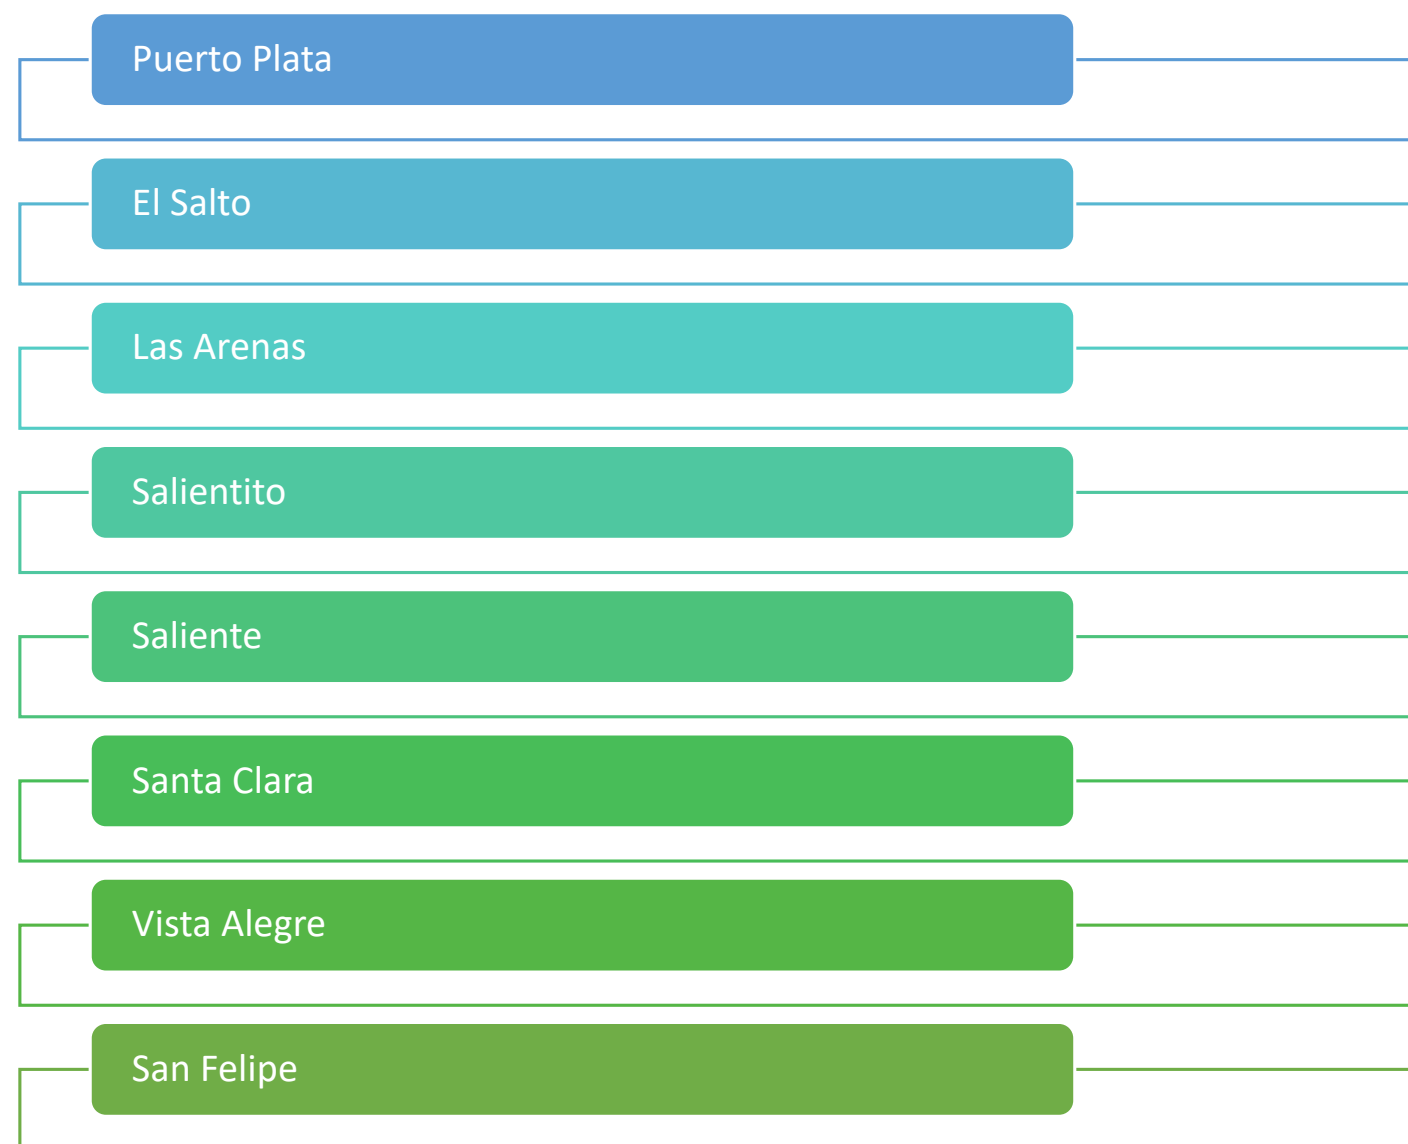 Puerto Plata
El Salto
Las Arenas
Salientito
Saliente
Santa Clara
Vista Alegre
San Felipe